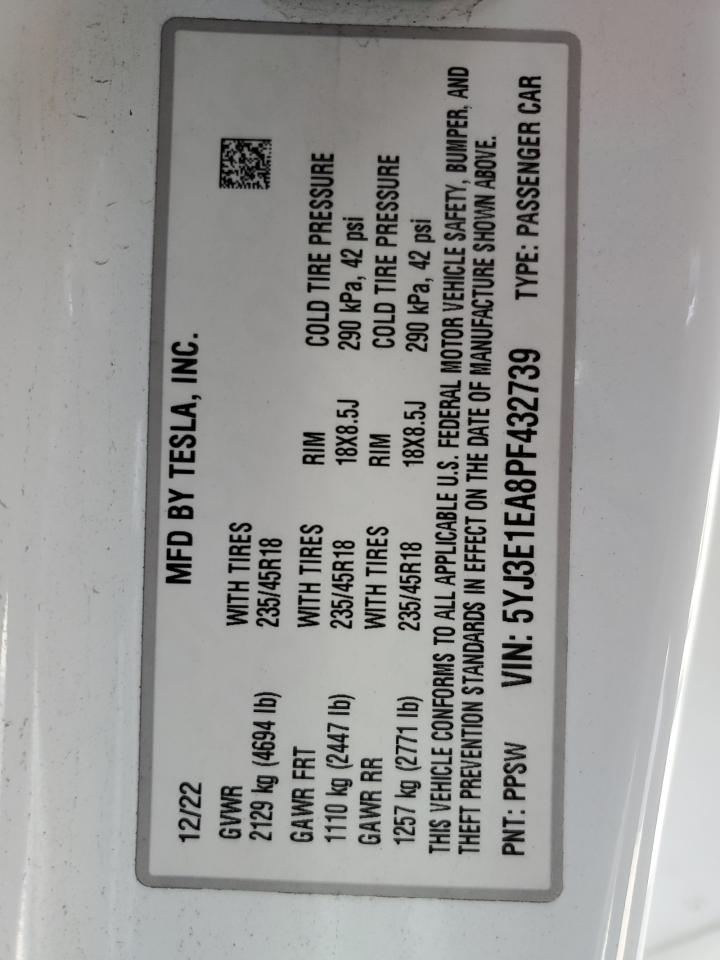 MFD BY TESLA, INC.
12/22
GVWR WITH TIRES
2129 kg (4694 lb) 235/45R18
GAWR FRT WITH TIRES RIM COLD TIRE PRESSURE
1110 kg (2447 lb) 235/45R18 18X8.5J 290 kPa, 42 psi
GAWR RR WITH TIRES RIM COLD TIRE PRESSURE
1257 kg (2771 lb) 235/45R18 18X8.5J 290 kPa, 42 psi
THIS VEHICLE CONFORMS TO ALL APPLICABLE U.S. FEDERAL MOTOR VEHICLE SAFETY, BUMPER, AND
THEFT PREVENTION STANDARDS IN EFFECT ON THE DATE OF MANUFACTURE SHOWN ABOVE.
PNT: PPSW VIN: 5YJ3E1EA8PF432739 TYPE: PASSENGER CAR